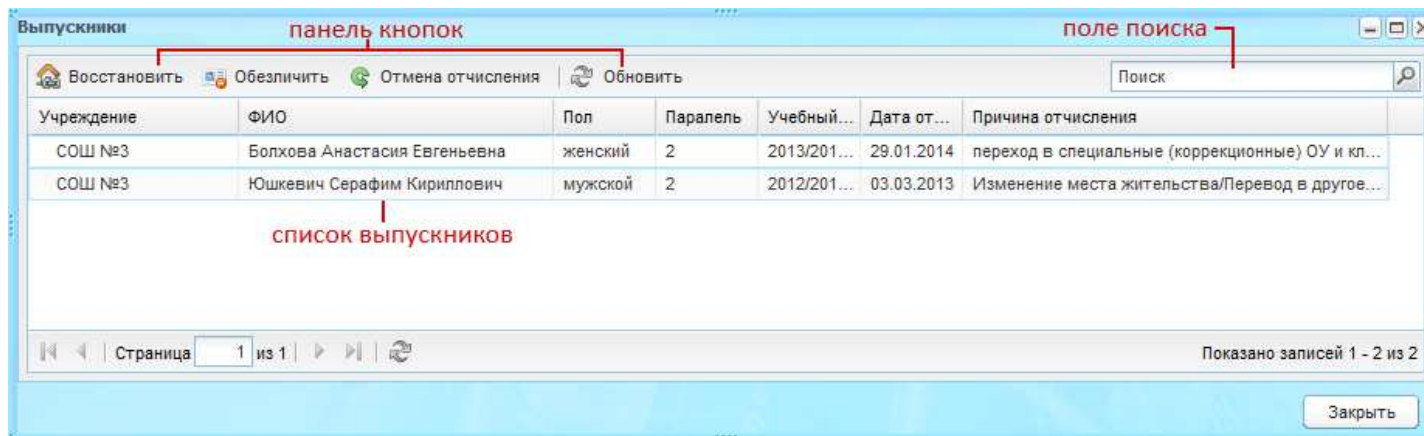 Выпускники
панель кнопок
поле поиска
Восстановить Обезличить Отмена отчисления Обновить Поиск
Учреждение ФИО Пол Паралель Учебный... Дата от... Причина отчисления
СОШ №3 Болхова Анастасия Евгеньевна женский 2 2013/201... 29.01.2014 переход в специальные (коррекционные) ОУ и кл...
СОШ №3 Юшкевич Серафим Кириллович мужской 2 2012/201... 03.03.2013 Изменение места жительства/Перевод в другое...
список выпускников
Страница 1 из 1 Показано записей 1 - 2 из 2
Закрыть